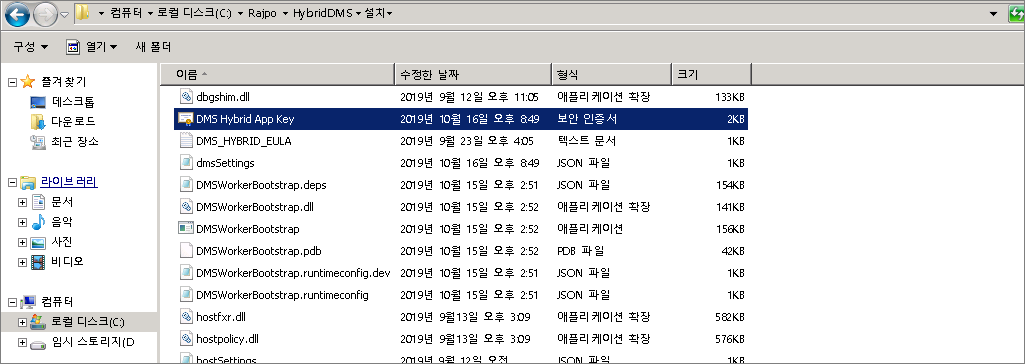 컴퓨터 ▾ 로컬 디스크(C:) ▾ Rajpo ▾ HybridDMS ▾ 설치 ▾
구성 ▾ 열기 ▾ 새 폴더
즐겨찾기
데스크톱
다운로드
최근 장소
라이브러리
문서
음악
사진
비디오
컴퓨터
로컬 디스크(C:)
임시 스토리지(D
이름 수정한 날짜 형식 크기
dbgshim.dll 2019년 9월 12일 오후 11:05 애플리케이션 확장 133KB
DMS Hybrid App Key 2019년 10월 16일 오후 8:49 보안 인증서 2KB
DMS_HYBRID_EULA 2019년 9월 23일 오후 4:05 텍스트 문서 1KB
dmsSettings 2019년 10월 16일 오후 8:49 JSON 파일 1KB
DMSWorkerBootstrap.deps 2019년 10월 15일 오후 2:51 JSON 파일 154KB
DMSWorkerBootstrap.dll 2019년 10월 15일 오후 2:52 애플리케이션 확장 141KB
DMSWorkerBootstrap 2019년 10월 15일 오후 2:52 애플리케이션 156KB
DMSWorkerBootstrap.pdb 2019년 10월 15일 오후 2:51 PDB 파일 42KB
DMSWorkerBootstrap.runtimeconfig.dev 2019년 10월 15일 오후 2:51 JSON 파일 1KB
DMSWorkerBootstrap.runtimeconfig 2019년 10월 15일 오후 2:51 JSON 파일 1KB
hostfxr.dll 2019년 9월13일 오후 3:09 애플리케이션 확장 582KB
hostpolicy.dll 2019년 9월13일 오후 3:09 애플리케이션 확장 576KB
hostSettings 2019년 9월 12일 오전 JSON 파일 1KB